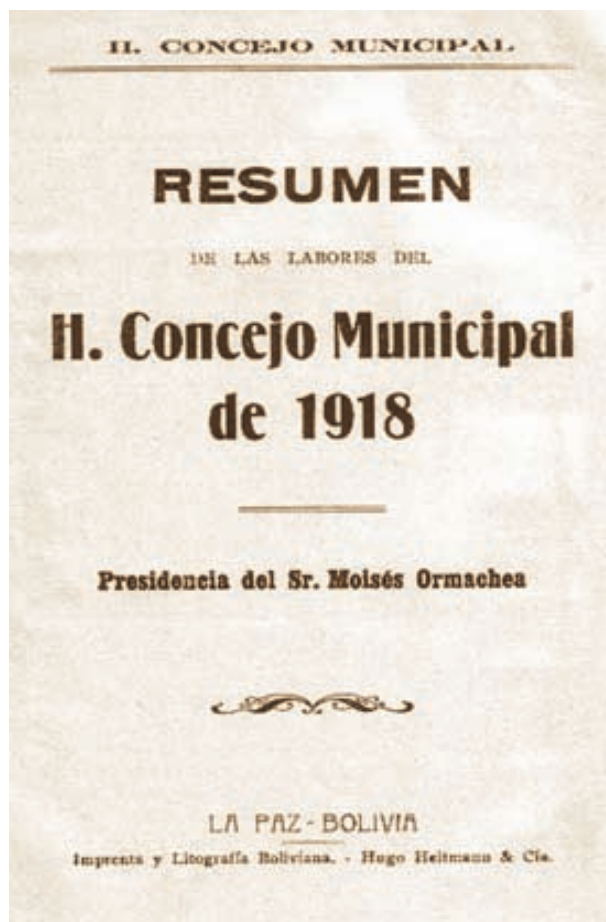 H. CONCEJO MUNICIPAL
RESUMEN
DE LAS LABORES DEL
H. Concejo Municipal
de 1918
Presidencia del Sr. Moisés Ormachea
LA PAZ - BOLIVIA
Imprenta y Litografía Boliviana. - Hugo Heitmann & Cía.